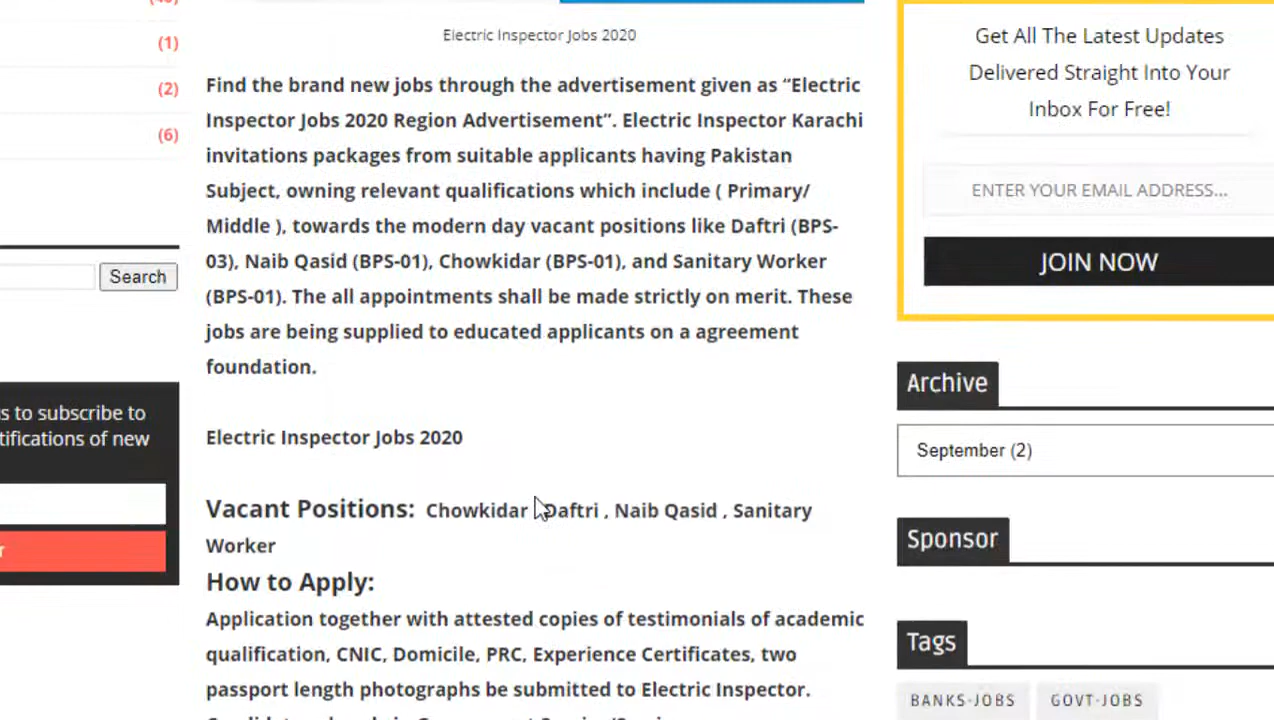 (1)
(2)
(6)
Search
s to subscribe to
tifications of new
Electric Inspector Jobs 2020
Find the brand new jobs through the advertisement given as “Electric
Inspector Jobs 2020 Region Advertisement”. Electric Inspector Karachi
invitations packages from suitable applicants having Pakistan
Subject, owning relevant qualifications which include ( Primary/
Middle ), towards the modern day vacant positions like Daftri (BPS-
03), Naib Qasid (BPS-01), Chowkidar (BPS-01), and Sanitary Worker
(BPS-01). The all appointments shall be made strictly on merit. These
jobs are being supplied to educated applicants on a agreement
foundation.
Electric Inspector Jobs 2020
Vacant Positions: Chowkidar , Daftri , Naib Qasid , Sanitary
Worker
How to Apply:
Application together with attested copies of testimonials of academic
qualification, CNIC, Domicile, PRC, Experience Certificates, two
passport length photographs be submitted to Electric Inspector.
Get All The Latest Updates
Delivered Straight Into Your
Inbox For Free!
ENTER YOUR EMAIL ADDRESS...
JOIN NOW
Archive
September (2)
Sponsor
Tags
BANKS-JOBS
GOVT-JOBS